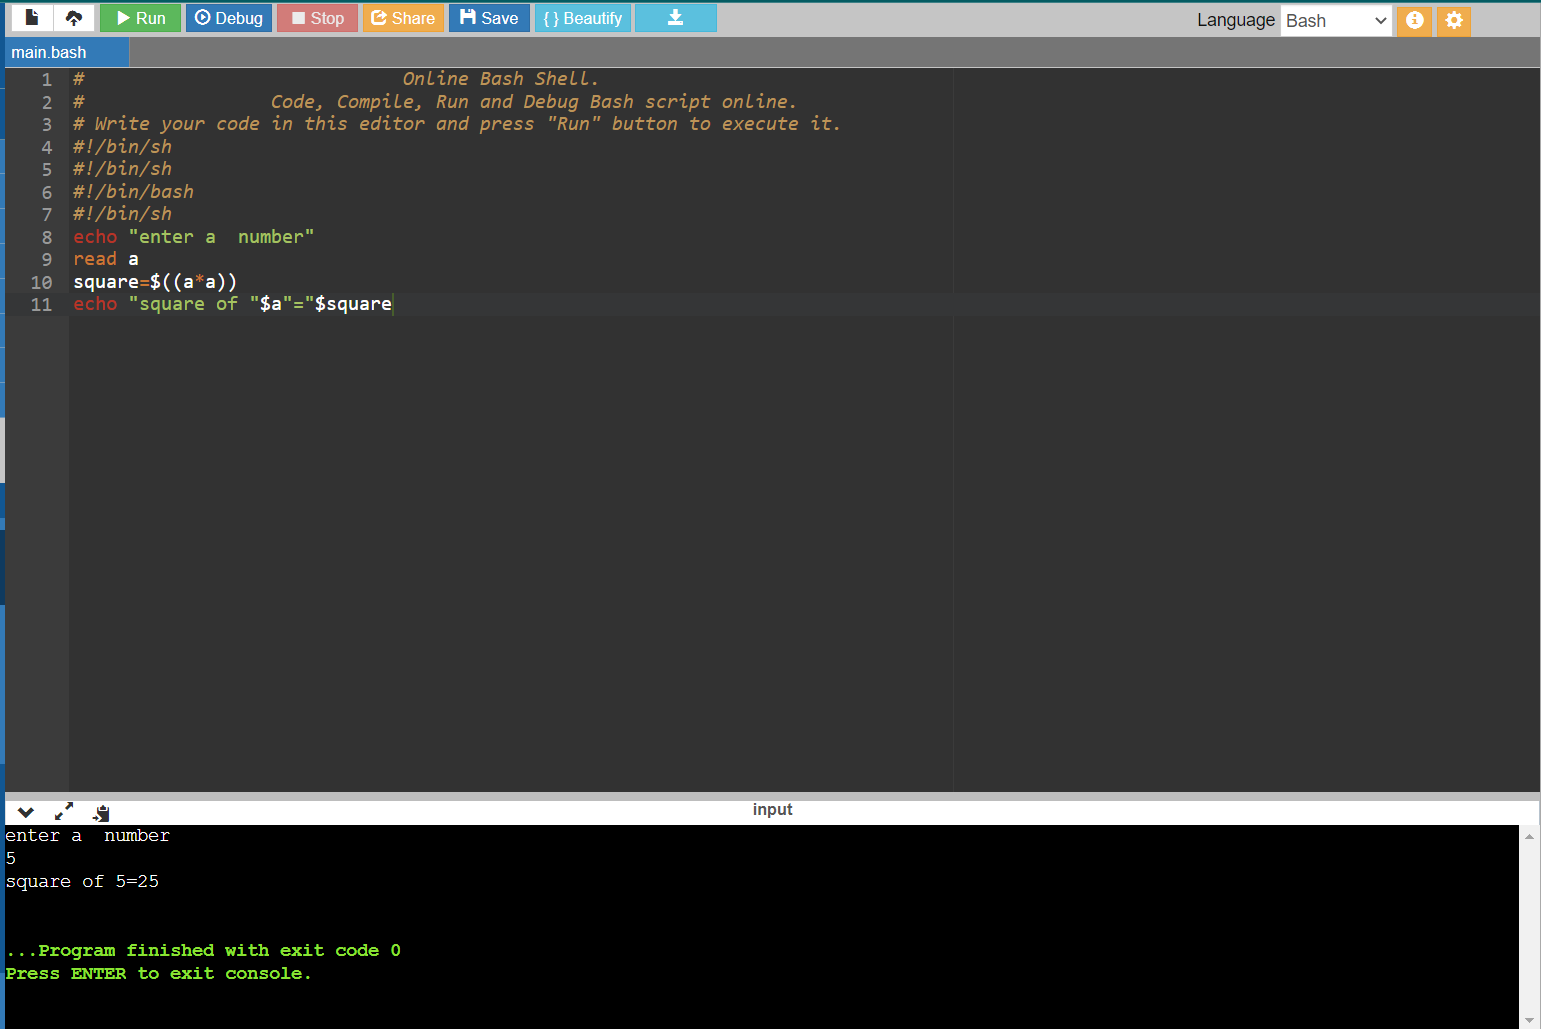 Run Debug Stop Share Save {} Beautify Language Bash
main.bash
1 # Online Bash Shell.
2 # Code, Compile, Run and Debug Bash script online.
3 # Write your code in this editor and press "Run" button to execute it.
4 #!/bin/sh
5 #!/bin/sh
6 #!/bin/bash
7 #!/bin/sh
8 echo "enter a  number"
9 read a
10 square=$((a*a))
11 echo "square of "$a"="$square
input
enter a  number
5
square of 5=25
...Program finished with exit code 0
Press ENTER to exit console.